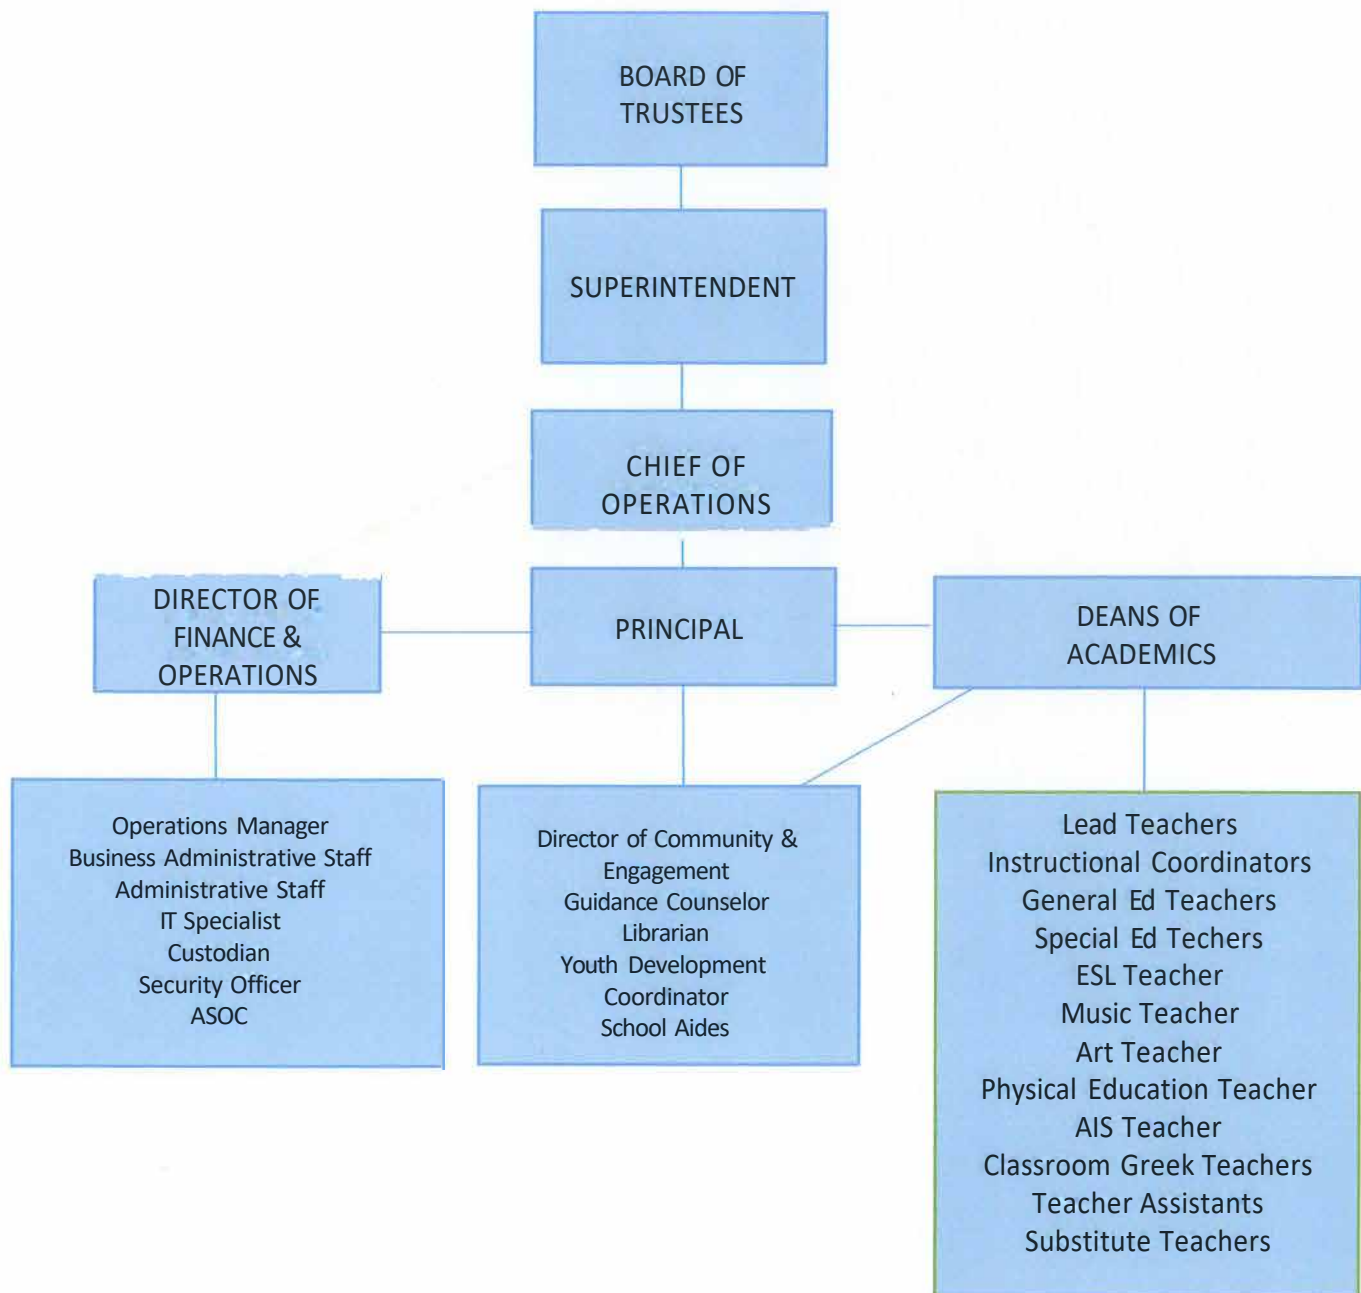 BOARD OF
TRUSTEES
SUPERINTENDENT
CHIEF OF
OPERATIONS
DIRECTOR OF
FINANCE &
OPERATIONS
PRINCIPAL
DEANS OF
ACADEMICS
Operations Manager
Business Administrative Staff
Administrative Staff
IT Specialist
Custodian
Security Officer
ASOC
Director of Community &
Engagement
Guidance Counselor
Librarian
Youth Development
Coordinator
School Aides
Lead Teachers
Instructional Coordinators
General Ed Teachers
Special Ed Techers
ESL Teacher
Music Teacher
Art Teacher
Physical Education Teacher
AIS Teacher
Classroom Greek Teachers
Teacher Assistants
Substitute Teachers